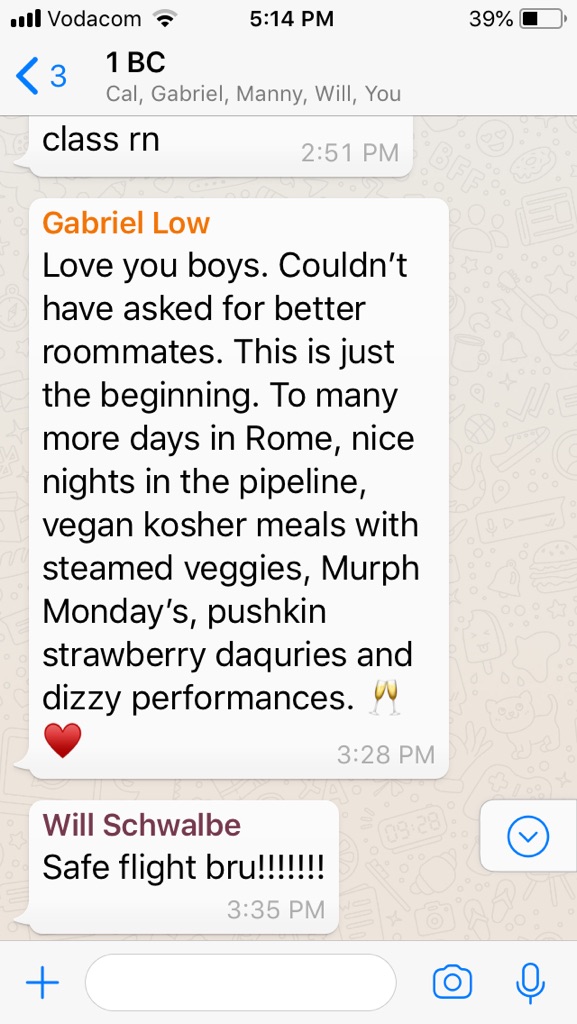 Vodacom 5:14 PM 39%
3 1 BC
Cal, Gabriel, Manny, Will, You
class rn
2:51 PM
Gabriel Low
Love you boys. Couldn't
have asked for better
roommates. This is just
the beginning. To many
more days in Rome, nice
nights in the pipeline,
vegan kosher meals with
steamed veggies, Murph
Monday's, pushkin
strawberry daquries and
dizzy performances. 🥂
❤️ 3:28 PM
Will Schwalbe
Safe flight bru!!!!!!!
3:35 PM